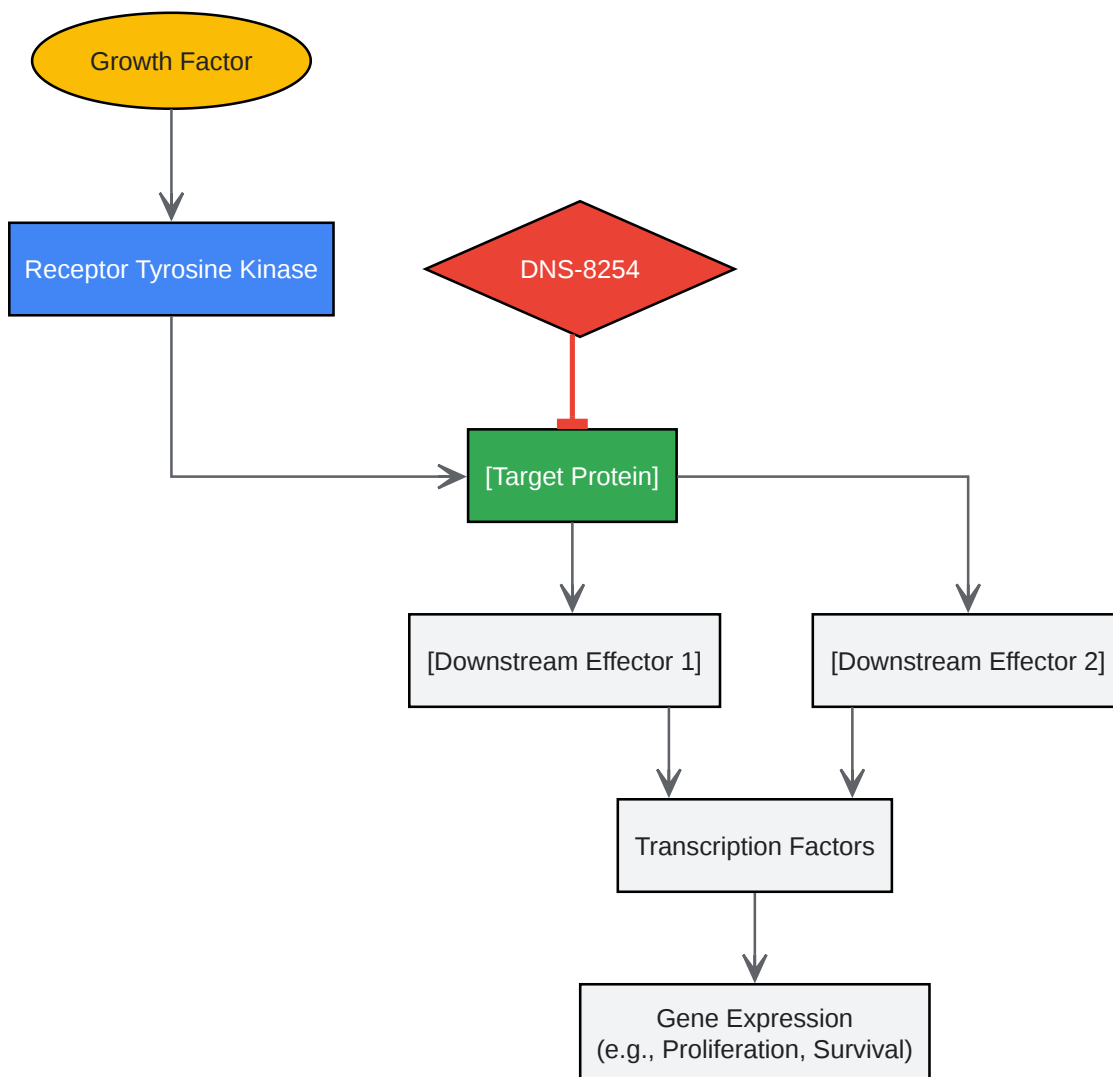 Growth Factor
Receptor Tyrosine Kinase
DNS-8254
[Target Protein]
[Downstream Effector 1]
[Downstream Effector 2]
Transcription Factors
Gene Expression
(e.g., Proliferation, Survival)